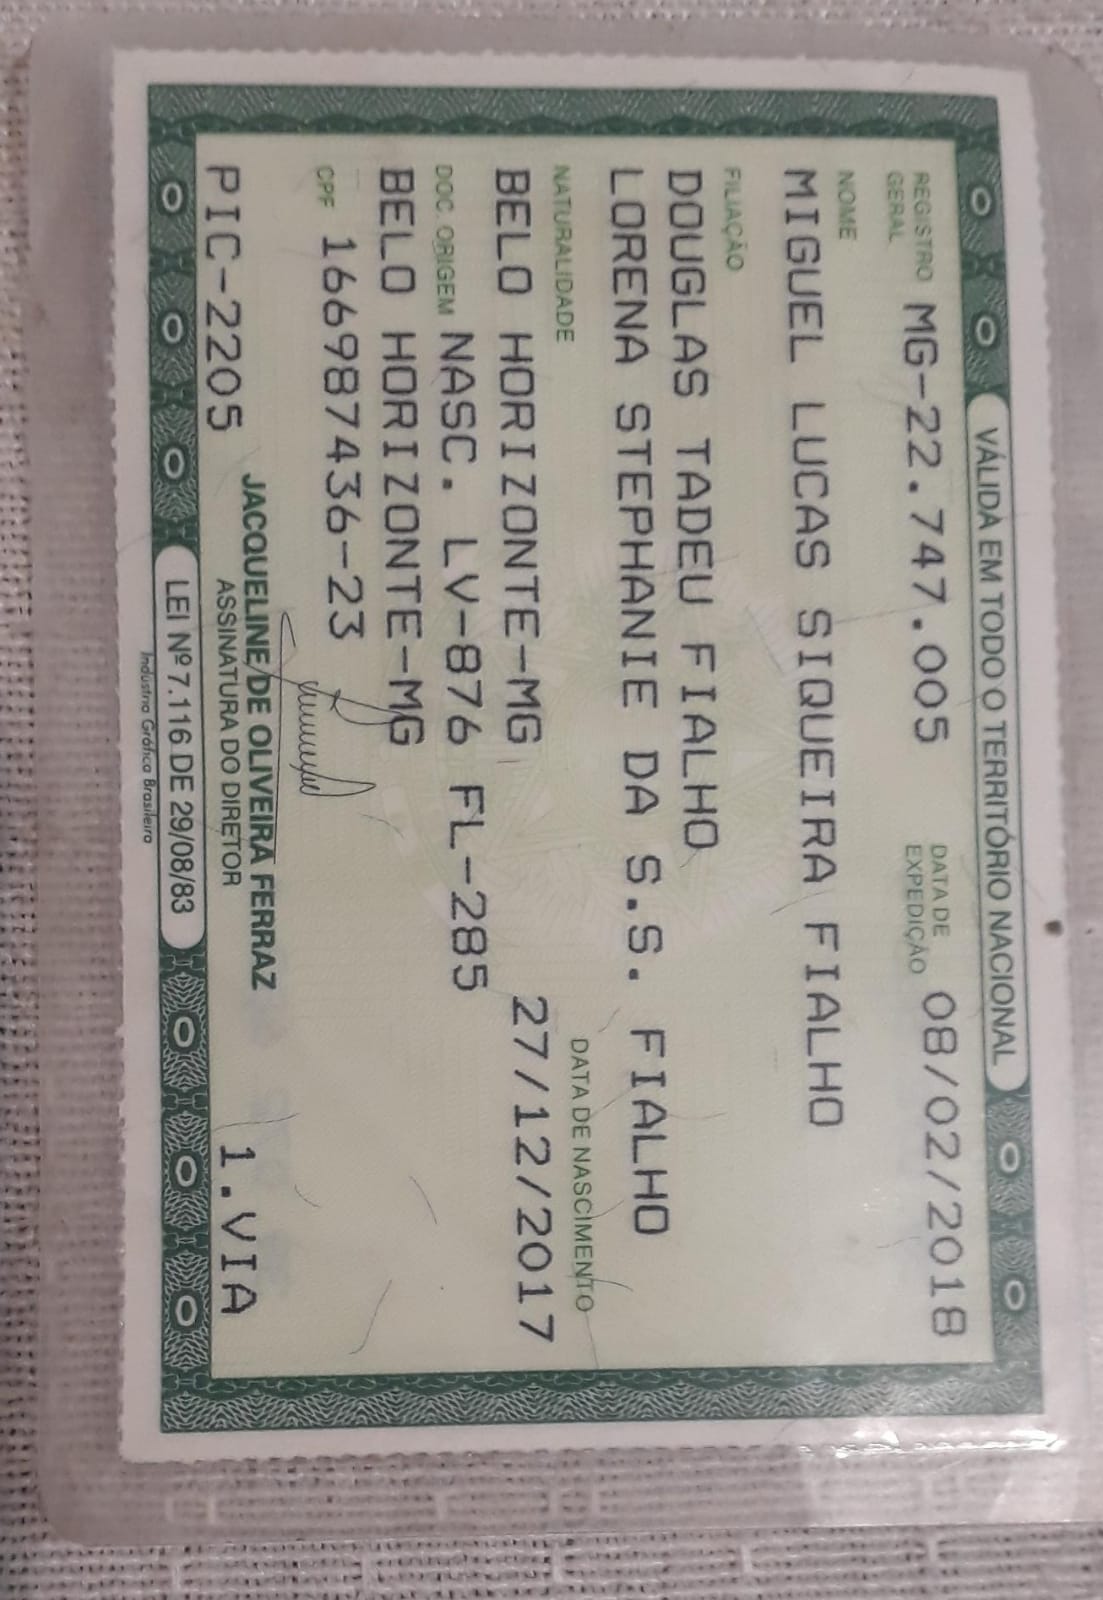 VÁLIDA EM TODO O TERRITÓRIO NACIONAL
REGISTRO GERAL MG-22.747.005 DATA DE EXPEDIÇÃO 08/02/2018
NOME
MIGUEL LUCAS SIQUEIRA FIALHO
FILIAÇÃO
DOUGLAS TADEU FIALHO
LORENA STEPHANIE DA S.S. FIALHO
NATURALIDADE DATA DE NASCIMENTO
BELO HORIZONTE-MG 27/12/2017
DOC. ORIGEM NASC. LV-876 FL-285
BELO HORIZONTE-MG
CPF 166987436-23
JACQUELINE DE OLIVEIRA FERRAZ
PIC-2205 ASSINATURA DO DIRETOR 1.VIA
LEI Nº 7.116 DE 29/08/83
Indústria Gráfica Brasileira